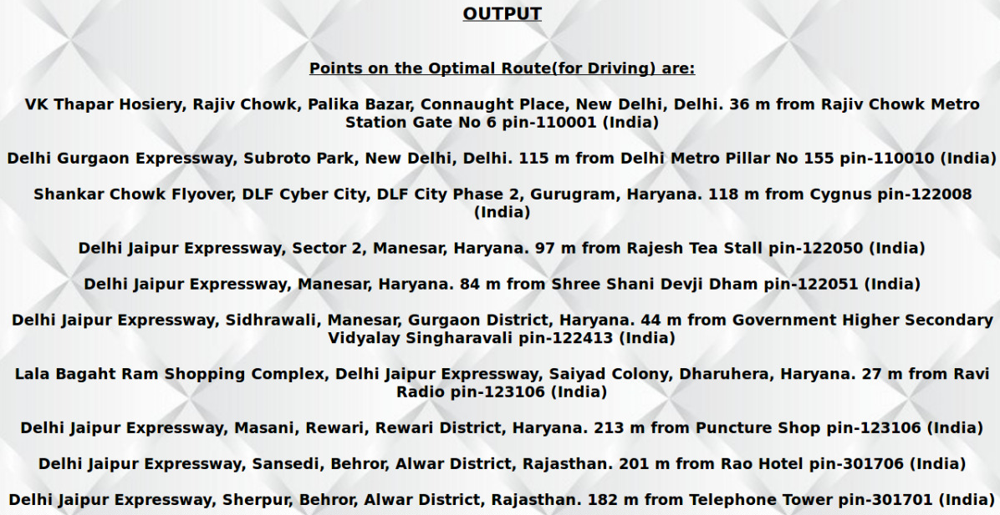 OUTPUT
Points on the Optimal Route(for Driving) are:
VK Thapar Hosiery, Rajiv Chowk, Palika Bazar, Connaught Place, New Delhi, Delhi. 36 m from Rajiv Chowk Metro
Station Gate No 6 pin-110001 (India)
Delhi Gurgaon Expressway, Subroto Park, New Delhi, Delhi. 115 m from Delhi Metro Pillar No 155 pin-110010 (India)
Shankar Chowk Flyover, DLF Cyber City, DLF City Phase 2, Gurugram, Haryana. 118 m from Cygnus pin-122008
(India)
Delhi Jaipur Expressway, Sector 2, Manesar, Haryana. 97 m from Rajesh Tea Stall pin-122050 (India)
Delhi Jaipur Expressway, Manesar, Haryana. 84 m from Shree Shani Devji Dham pin-122051 (India)
Delhi Jaipur Expressway, Sidhrawali, Manesar, Gurgaon District, Haryana. 44 m from Government Higher Secondary
Vidyalay Singharavali pin-122413 (India)
Lala Bagaht Ram Shopping Complex, Delhi Jaipur Expressway, Saiyad Colony, Dharuhera, Haryana. 27 m from Ravi
Radio pin-123106 (India)
Delhi Jaipur Expressway, Masani, Rewari, Rewari District, Haryana. 213 m from Puncture Shop pin-123106 (India)
Delhi Jaipur Expressway, Sansedi, Behror, Alwar District, Rajasthan. 201 m from Rao Hotel pin-301706 (India)
Delhi Jaipur Expressway, Sherpur, Behror, Alwar District, Rajasthan. 182 m from Telephone Tower pin-301701 (India)